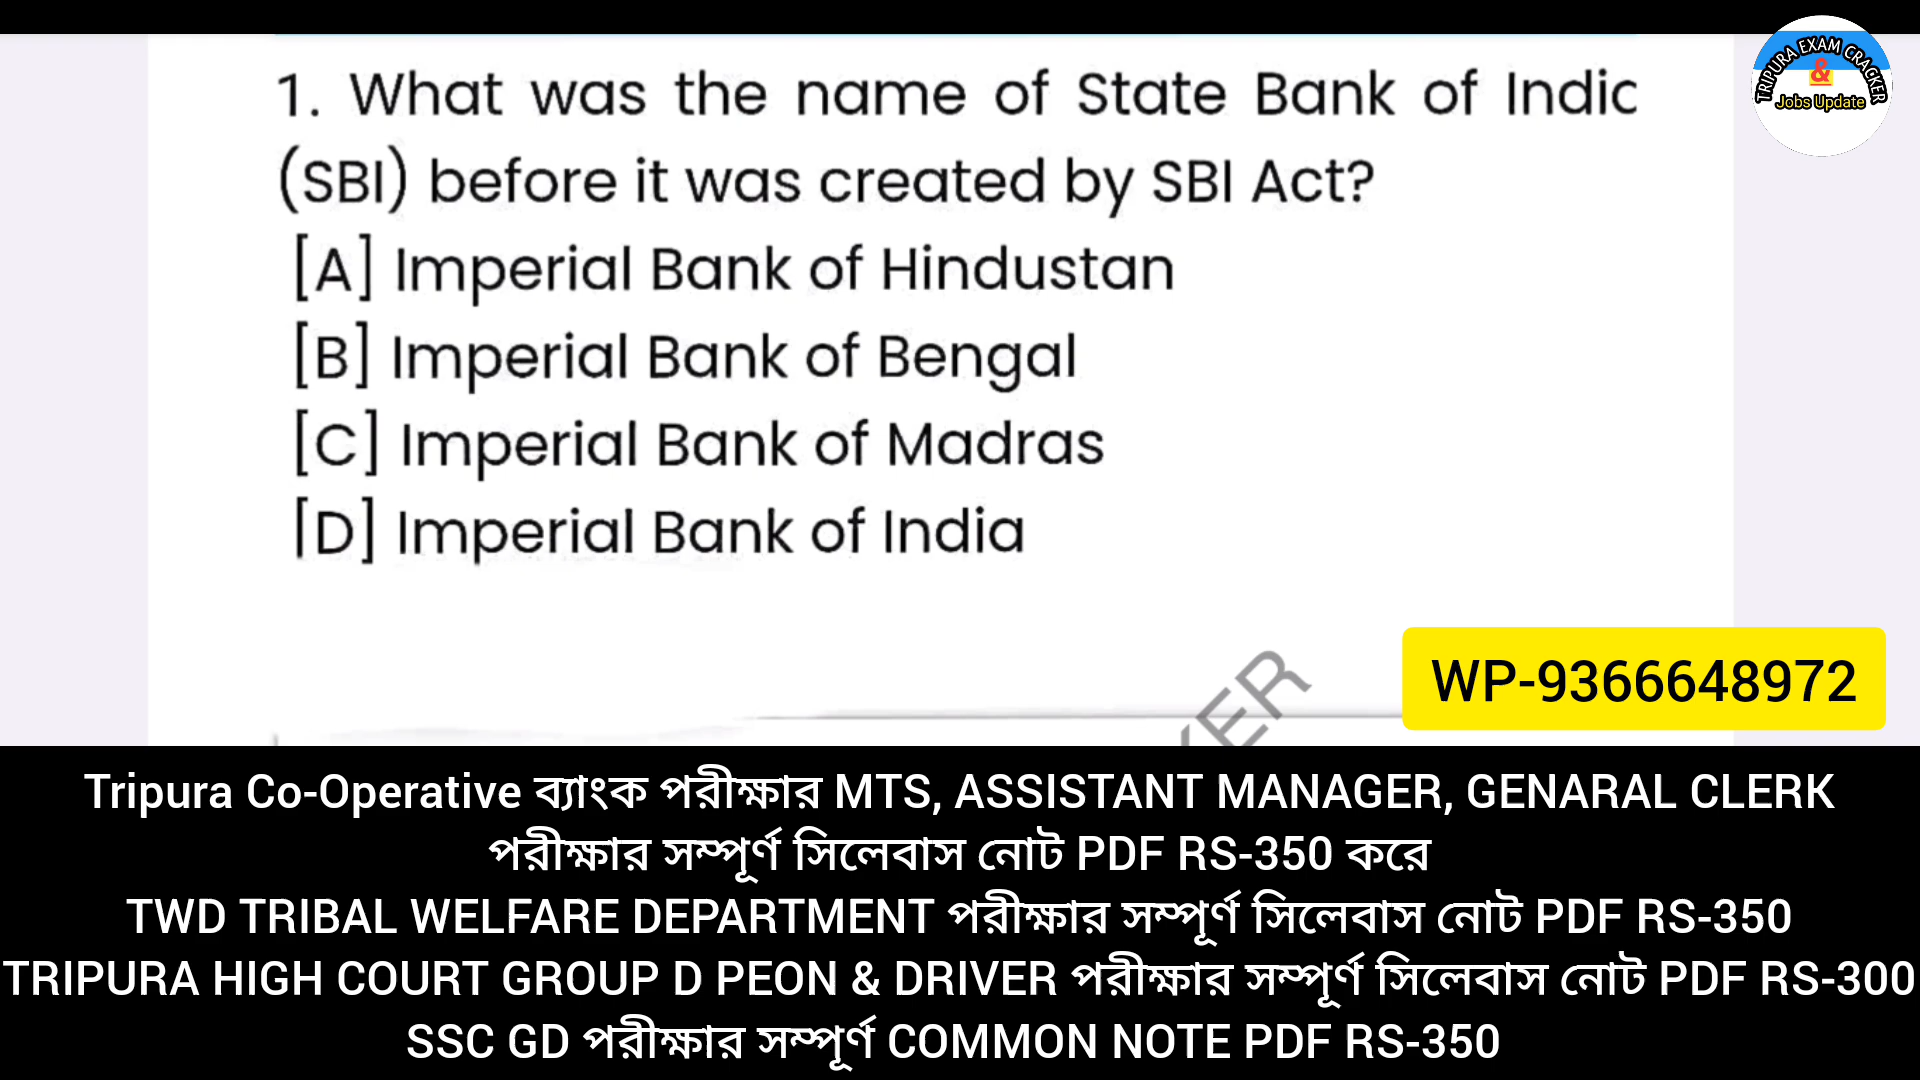 TRIPURA EXAM CRACKER
&
Jobs Update
1. What was the name of State Bank of India
(SBI) before it was created by SBI Act?
[A] Imperial Bank of Hindustan
[B] Imperial Bank of Bengal
[C] Imperial Bank of Madras
[D] Imperial Bank of India
WP-9366648972
Tripura Co-Operative ব্যাংক পরীক্ষার MTS, ASSISTANT MANAGER, GENARAL CLERK
পরীক্ষার সম্পূর্ণ সিলেবাস নোট PDF RS-350 করে
TWD TRIBAL WELFARE DEPARTMENT পরীক্ষার সম্পূর্ণ সিলেবাস নোট PDF RS-350
TRIPURA HIGH COURT GROUP D PEON & DRIVER পরীক্ষার সম্পূর্ণ সিলেবাস নোট PDF RS-300
SSC GD পরীক্ষার সম্পূর্ণ COMMON NOTE PDF RS-350